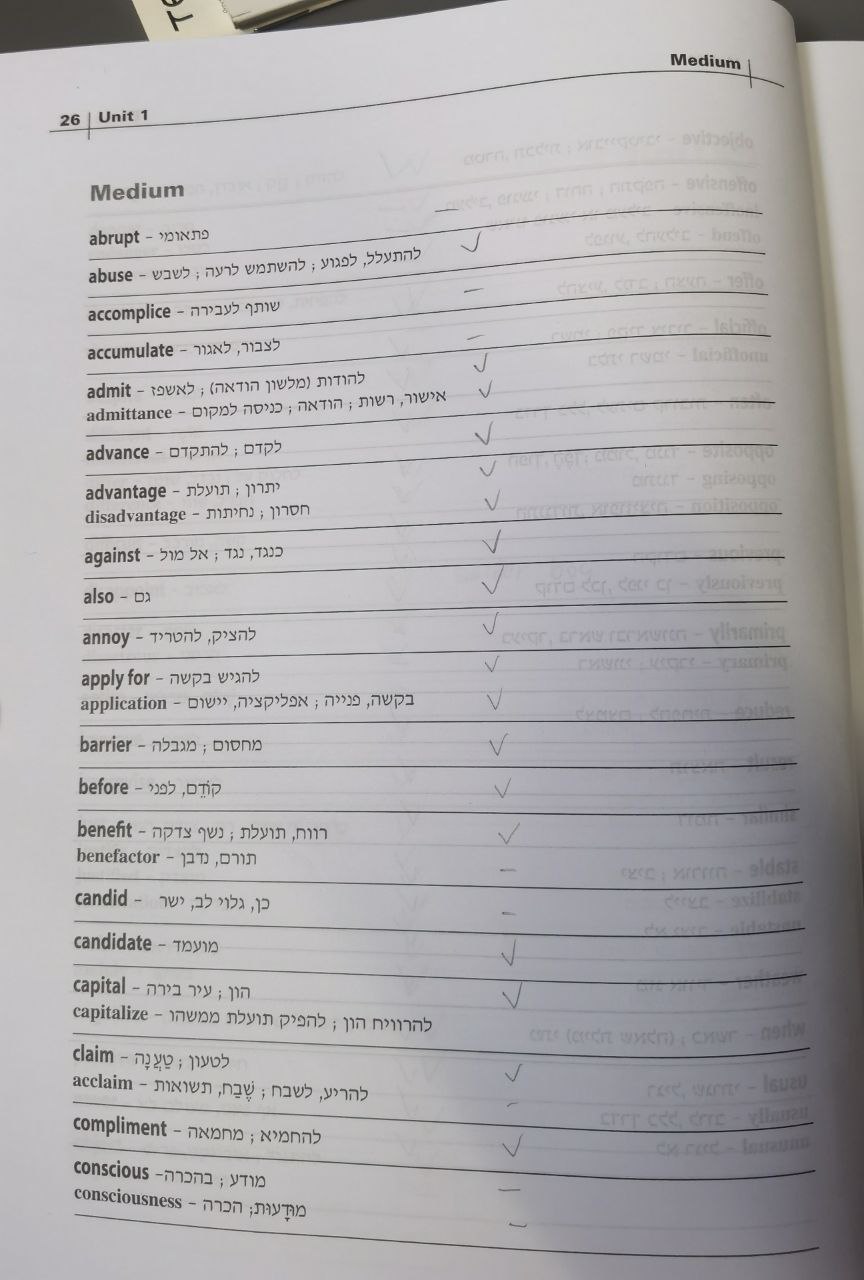 26 Unit 1
Medium
Medium
abrupt – פתאומי
abuse – להתעלל, לפגוע ; להשתמש לרעה ; לשבש
accomplice – שותף לעבירה
accumulate – לצבור, לאגור
admit – להודות (מלשון הודאה) ; לאשפז
admittance – אישור, רשות ; הודאה ; כניסה למקום
advance – לקדם ; להתקדם
advantage – יתרון ; תועלת
disadvantage – חסרון ; נחיתות
against – כנגד, נגד ; אל מול
also – גם
annoy – להציק, להטריד
apply for – להגיש בקשה
application – בקשה, פנייה ; אפליקציה, יישום
barrier – מחסום ; מגבלה
before – קוֹדֵם, לפני
benefit – רווח, תועלת ; נשף צדקה
benefactor – תורם, נדבן
candid – כן, גלוי לב, ישר
candidate – מועמד
capital – הון ; עיר בירה
capitalize – להרוויח הון ; להפיק תועלת ממשהו
claim – לטעון ; טַעֲנָה
acclaim – להריע, לשבח ; שֶׁבַח, תשואות
compliment – להחמיא ; מחמאה
conscious – מודע ; בהכרה
consciousness – מוּדָעוּת; הכרה